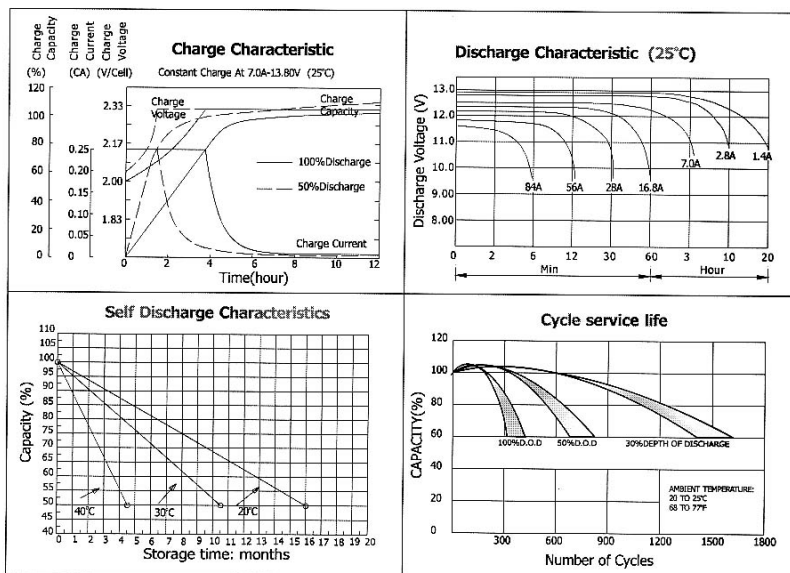 Charge Capacity
Charge Current
Charge Voltage
(%) (CA) (V/Cell)
Charge Characteristic
Constant Charge At 7.0A-13.80V (25°C)
120
100
80
60
40
20
0
0.25
0.20
0.15
0.10
0.05
0
2.33
2.17
2.00
1.83
Charge Voltage
Charge Capacity
100%Discharge
50%Discharge
Charge Current
0 2 4 6 8 10 12
Time(hour)
Discharge Characteristic (25°C)
Discharge Voltage (V)
13.0
12.0
11.0
10.0
9.00
8.00
7.00
84A 56A 28A 16.8A 7.0A 2.8A 1.4A
0 2 6 12 30 60 3 10 20
Min Hour
Self Discharge Characteristics
Capacity (%)
110
105
100
95
90
85
80
75
70
65
60
55
50
45
40
40°C 30°C 20°C
0 1 2 3 4 5 6 7 8 9 10 11 12 13 14 15 16 17 18 19 20
Storage time: months
Cycle service life
CAPACITY(%)
120
100
80
60
40
20
0
100%D.O.D 50%D.O.D 30%DEPTH OF DISCHARGE
AMBIENT TEMPERATURE:
20 TO 25°C
68 TO 77°F
300 600 900 1200 1500 1800
Number of Cycles